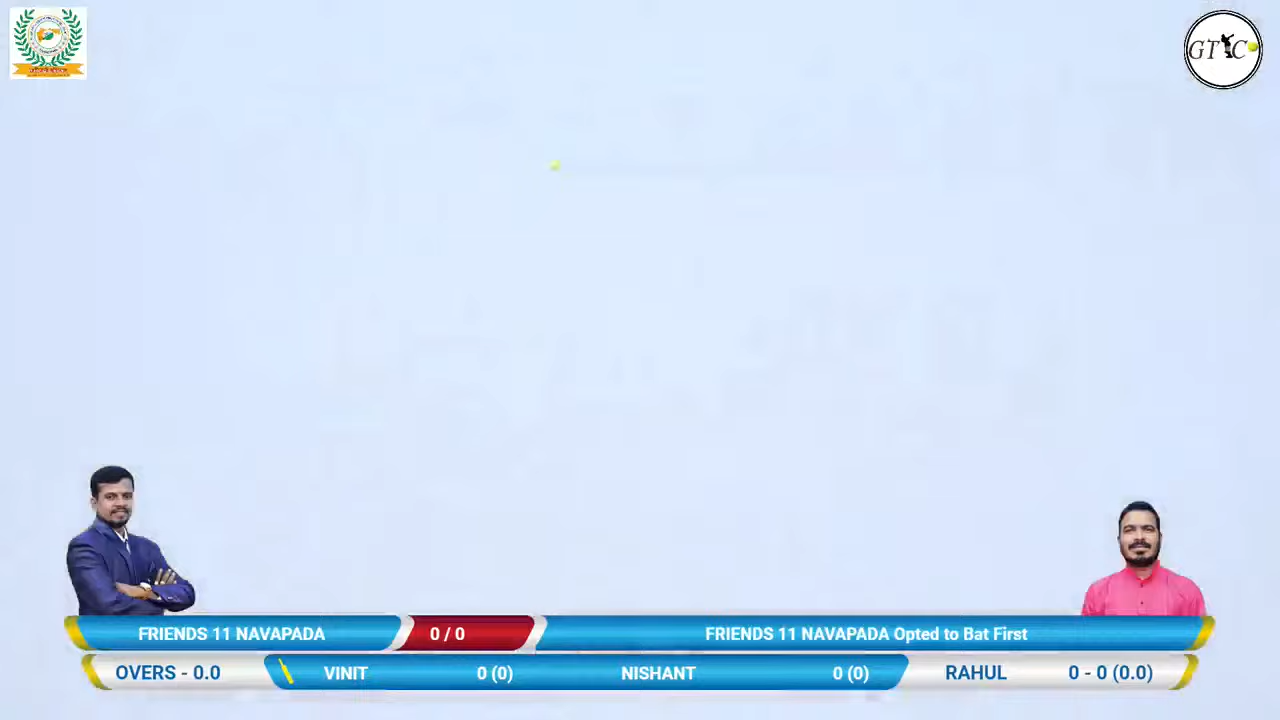 GTC
FRIENDS 11 NAVAPADA
0 / 0
FRIENDS 11 NAVAPADA Opted to Bat First
OVERS - 0.0
VINIT 0 (0)
NISHANT 0 (0)
RAHUL 0 - 0 (0.0)